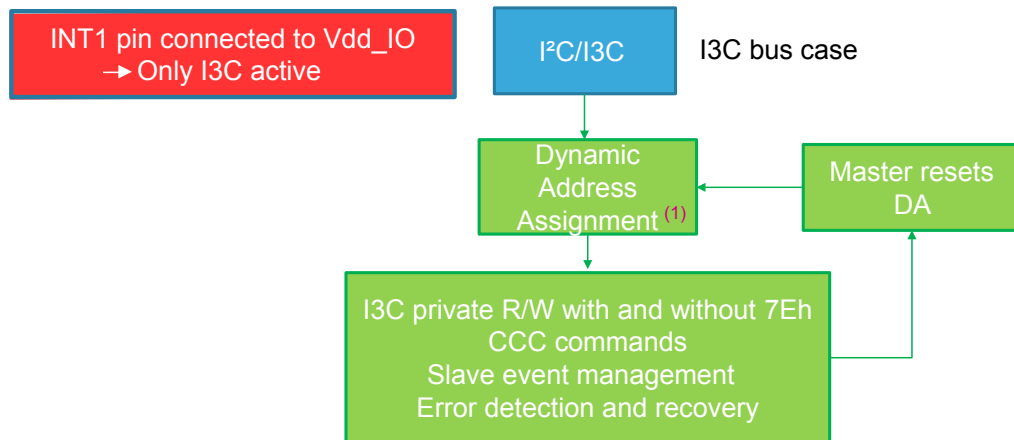 INT1 pin connected to Vdd_IO
→ Only I3C active
I²C/I3C
I3C bus case
Dynamic
Address
Assignment (1)
Master resets
DA
I3C private R/W with and without 7Eh
CCC commands
Slave event management
Error detection and recovery